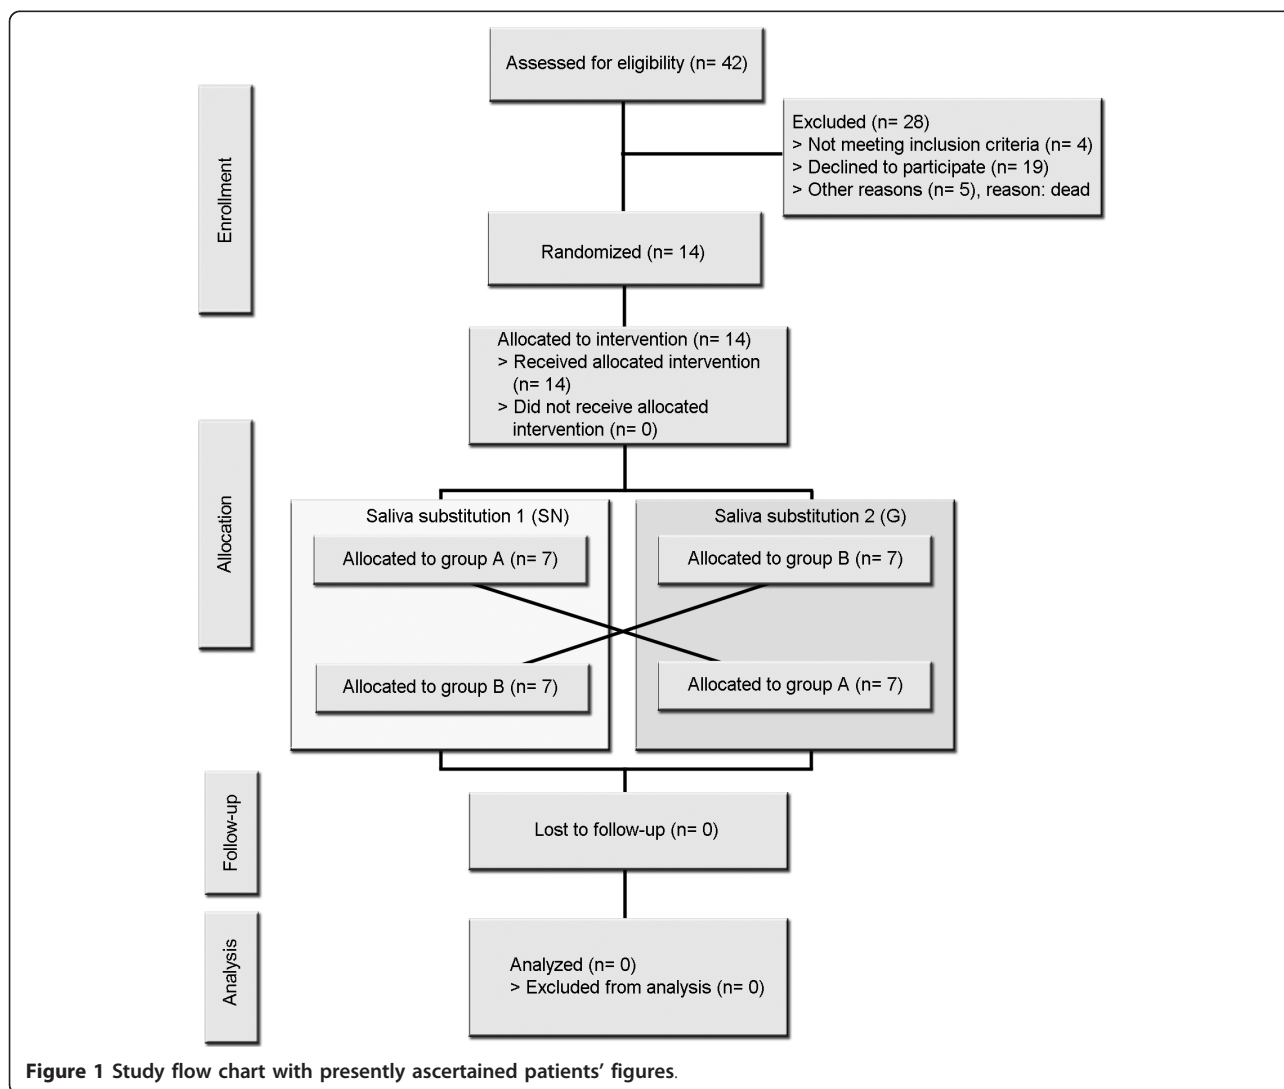 Assessed for eligibility (n= 42)
Enrollment
Excluded (n= 28)
> Not meeting inclusion criteria (n= 4)
> Declined to participate (n= 19)
> Other reasons (n= 5), reason: dead
Randomized (n= 14)
Allocated to intervention (n= 14)
> Received allocated intervention
(n= 14)
> Did not receive allocated
intervention (n= 0)
Allocation
Saliva substitution 1 (SN)
Allocated to group A (n= 7)
Allocated to group B (n= 7)
Saliva substitution 2 (G)
Allocated to group B (n= 7)
Allocated to group A (n= 7)
Follow-up
Lost to follow-up (n= 0)
Analysis
Analyzed (n= 0)
> Excluded from analysis (n= 0)
Figure 1 Study flow chart with presently ascertained patients’ figures.